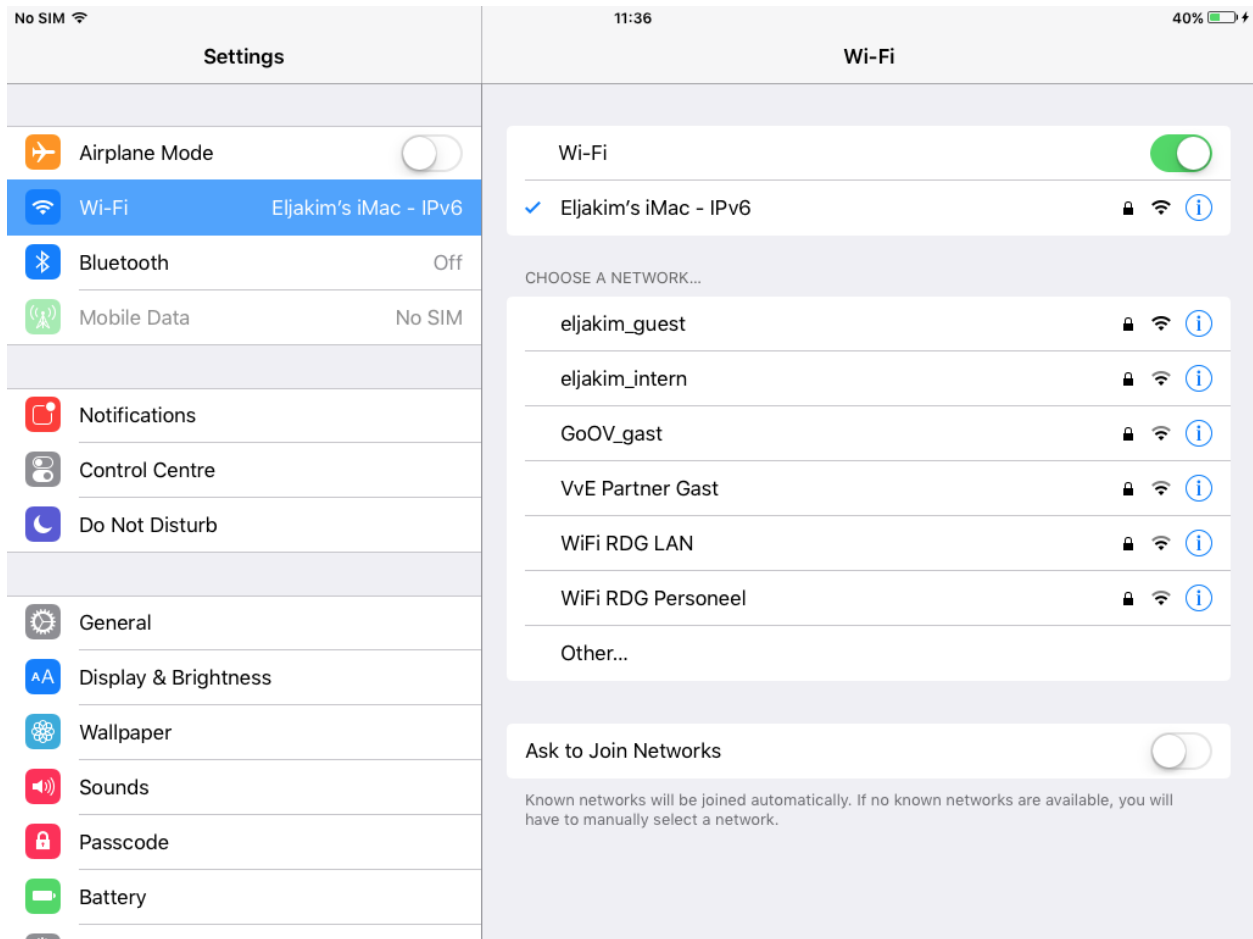 No SIM
11:36
40%
Settings
Wi-Fi
Airplane Mode
Wi-Fi Eljakim’s iMac - IPv6
Bluetooth Off
Mobile Data No SIM
Notifications
Control Centre
Do Not Disturb
General
AA Display & Brightness
Wallpaper
Sounds
Passcode
Battery
Wi-Fi
Eljakim’s iMac - IPv6
CHOOSE A NETWORK...
eljakim_guest
eljakim_intern
GoOV_gast
VvE Partner Gast
WiFi RDG LAN
WiFi RDG Personeel
Other...
Ask to Join Networks
Known networks will be joined automatically. If no known networks are available, you will
have to manually select a network.